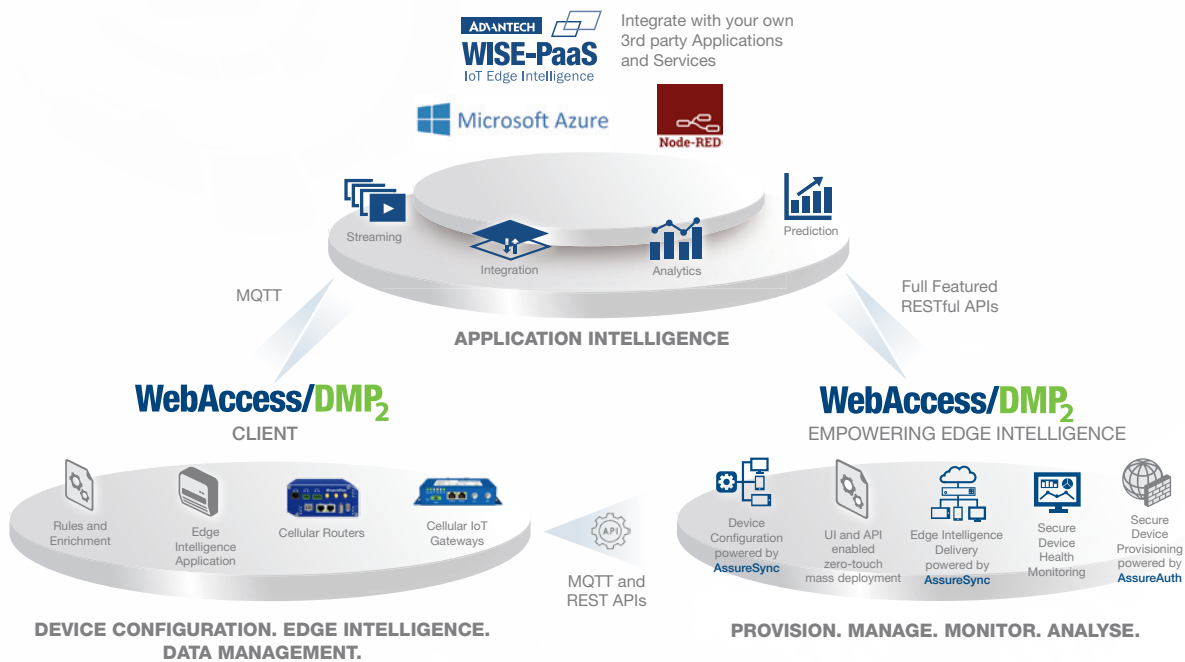 ADVANTECH
WISE-PaaS
IoT Edge Intelligence
Integrate with your own
3rd party Applications
and Services
Microsoft Azure
Node-RED
Streaming
Integration
Analytics
Prediction
MQTT
Full Featured
RESTful APIs
APPLICATION INTELLIGENCE
WebAccess/DMP2
CLIENT
Rules and
Enrichment
Edge
Intelligence
Application
Cellular Routers
Cellular IoT
Gateways
DEVICE CONFIGURATION. EDGE INTELLIGENCE.
DATA MANAGEMENT.
API
MQTT and
REST APIs
WebAccess/DMP2
EMPOWERING EDGE INTELLIGENCE
Device
Configuration
powered by
AssureSync
UI and API
enabled
zero-touch
mass deployment
Edge Intelligence
Delivery
powered by
AssureSync
Secure
Device
Health
Monitoring
Secure
Device
Provisioning
powered by
AssureAuth
PROVISION. MANAGE. MONITOR. ANALYSE.